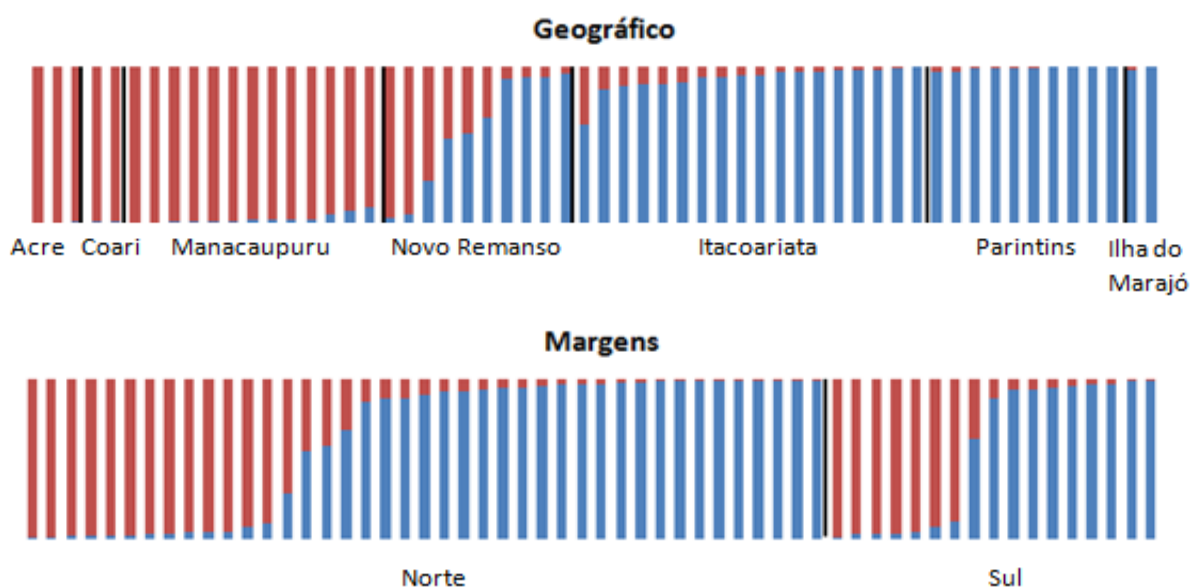 Geográfico
Acre Coari Manacaupuru Novo Remanso Itacoariata Parintins Ilha do
Marajó
Margens
Norte Sul